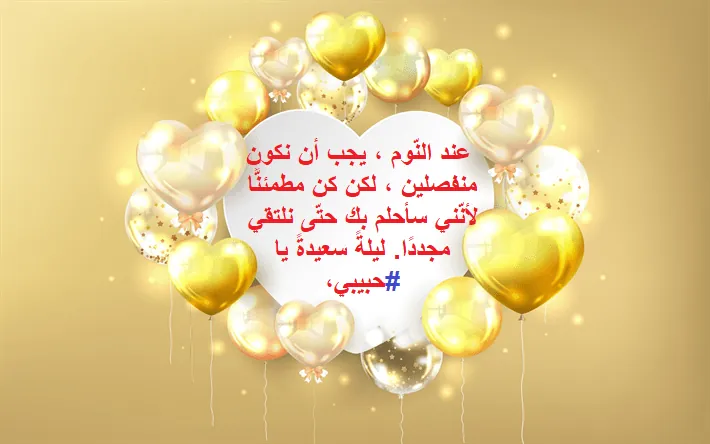 عند النّوم ، يجب أن نكون
منفصلين ، لكن كن مطمئنًّا
لأنّني سأحلم بك حتّى نلتقي
مجددًا. ليلةً سعيدةً يا
#حبيبي،